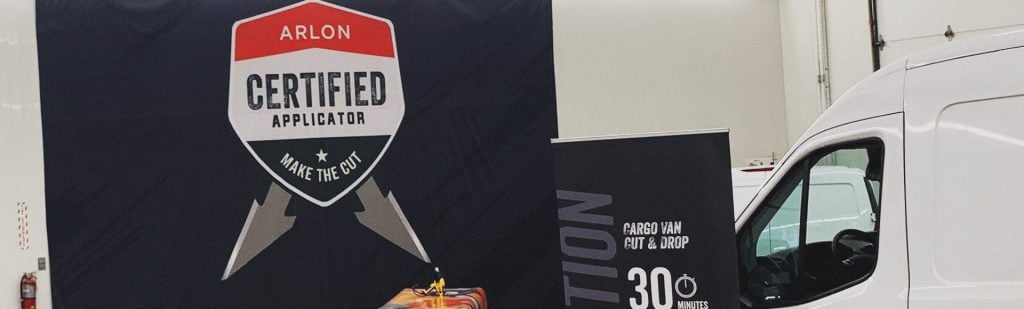 ARLON
CERTIFIED
APPLICATOR
MAKE THE CUT
TION
CARGO VAN
CUT & DROP
30
MINUTES